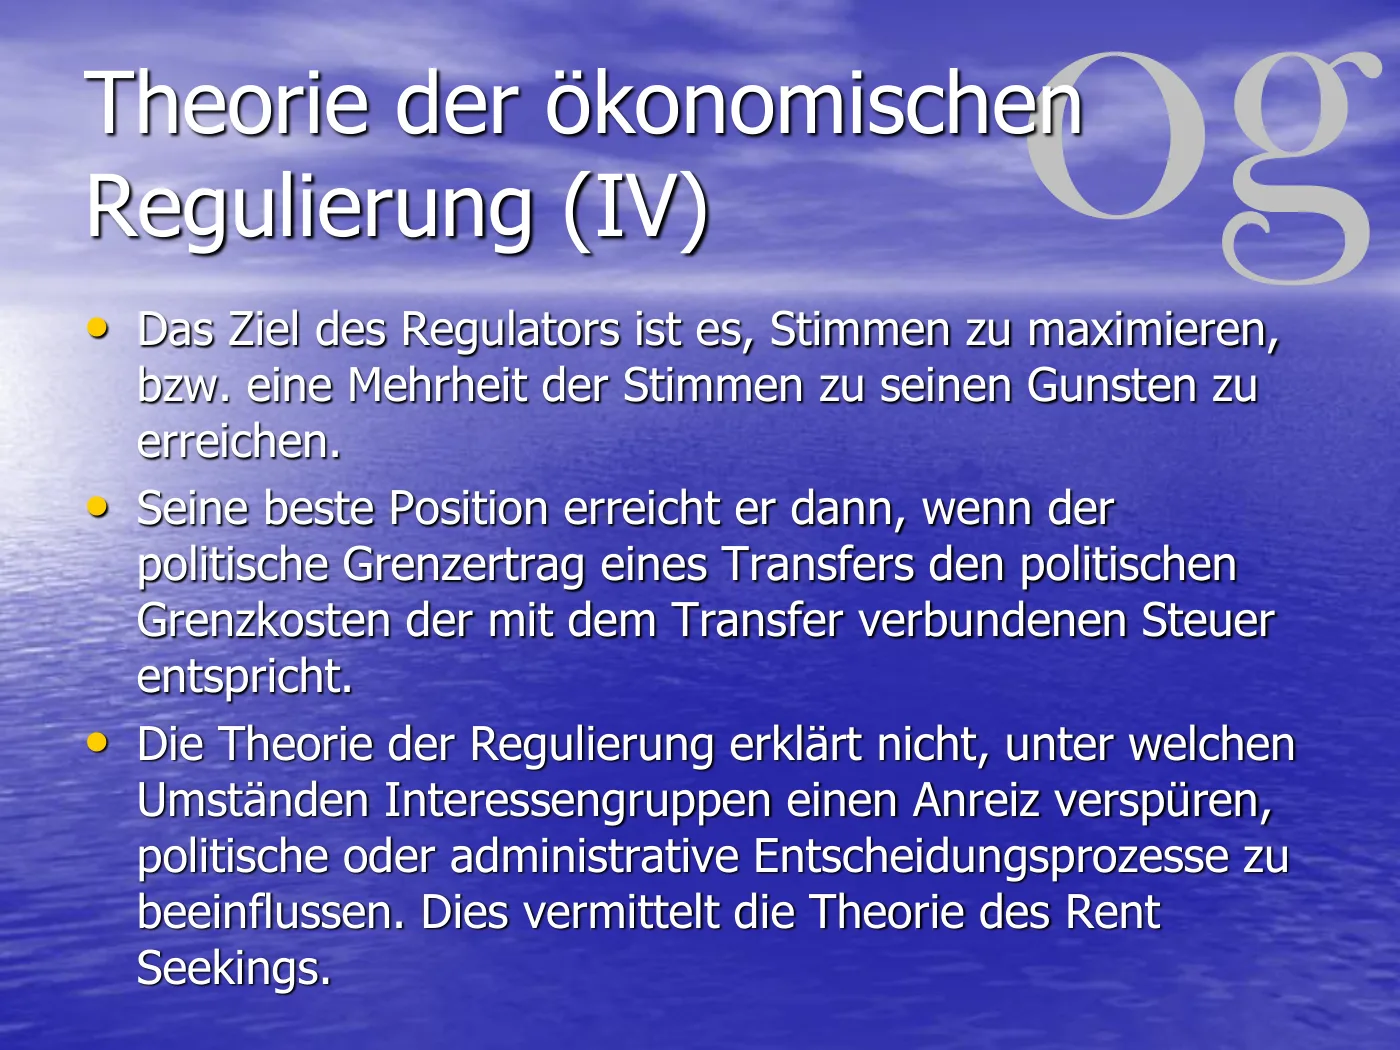 Theorie der ökonomischen
Regulierung (IV)
og
• Das Ziel des Regulators ist es, Stimmen zu maximieren,
bzw. eine Mehrheit der Stimmen zu seinen Gunsten zu
erreichen.
• Seine beste Position erreicht er dann, wenn der
politische Grenzertrag eines Transfers den politischen
Grenzkosten der mit dem Transfer verbundenen Steuer
entspricht.
• Die Theorie der Regulierung erklärt nicht, unter welchen
Umständen Interessengruppen einen Anreiz verspüren,
politische oder administrative Entscheidungsprozesse zu
beeinflussen. Dies vermittelt die Theorie des Rent
Seekings.